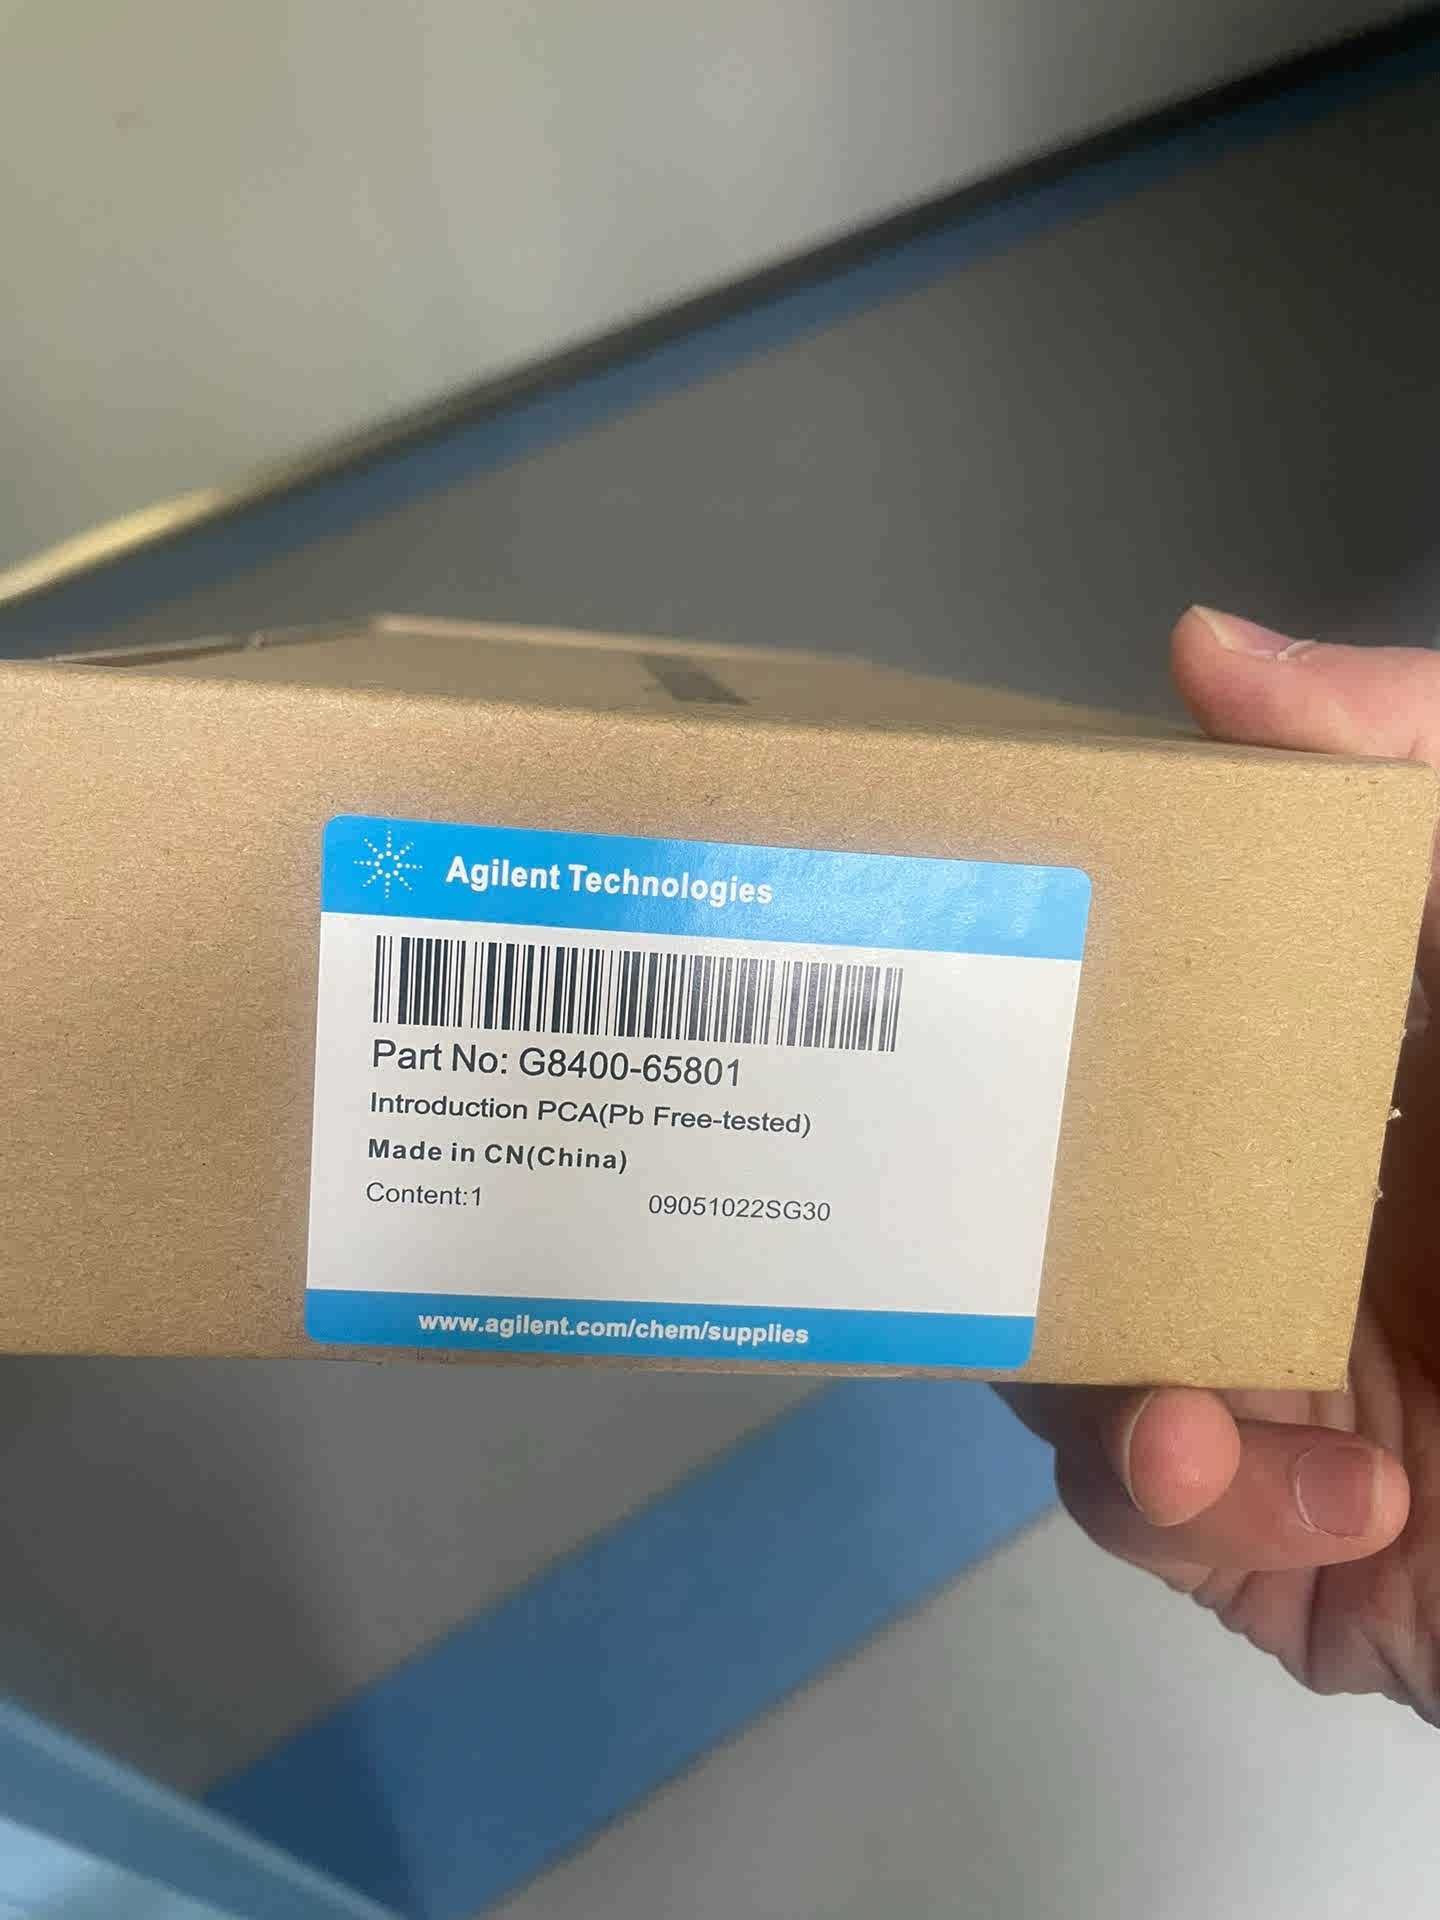 Agilent Technologies
Part No: G8400-65801
Introduction PCA(Pb Free-tested)
Made in CN(China)
Content:1 09051022SG30
www.agilent.com/chem/supplies